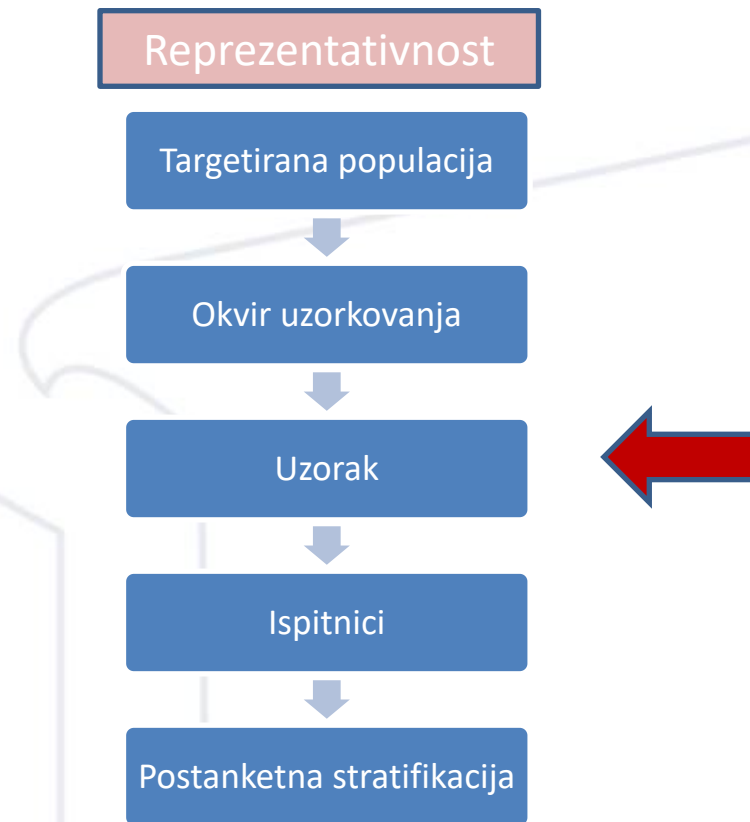 Reprezentativnost
Targetirana populacija
Okvir uzorkovanja
Uzorak
Ispitnici
Postanketna stratifikacija